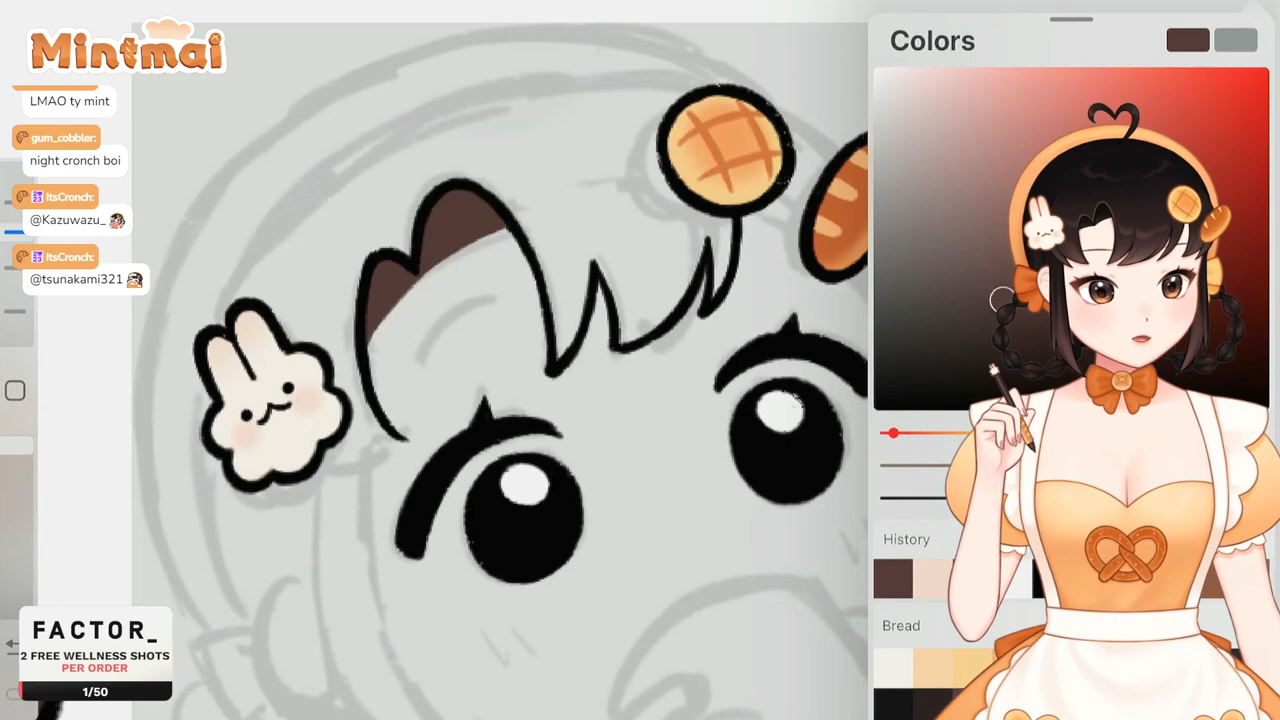 Mintmai
LMAO ty mint
gum_cobbler:
night cronch boi
ItsCronch:
@Kazuwazu_
ItsCronch:
@tsunakami321
FACTOR_
2 FREE WELLNESS SHOTS
PER ORDER
1/50
Colors
History
Bread